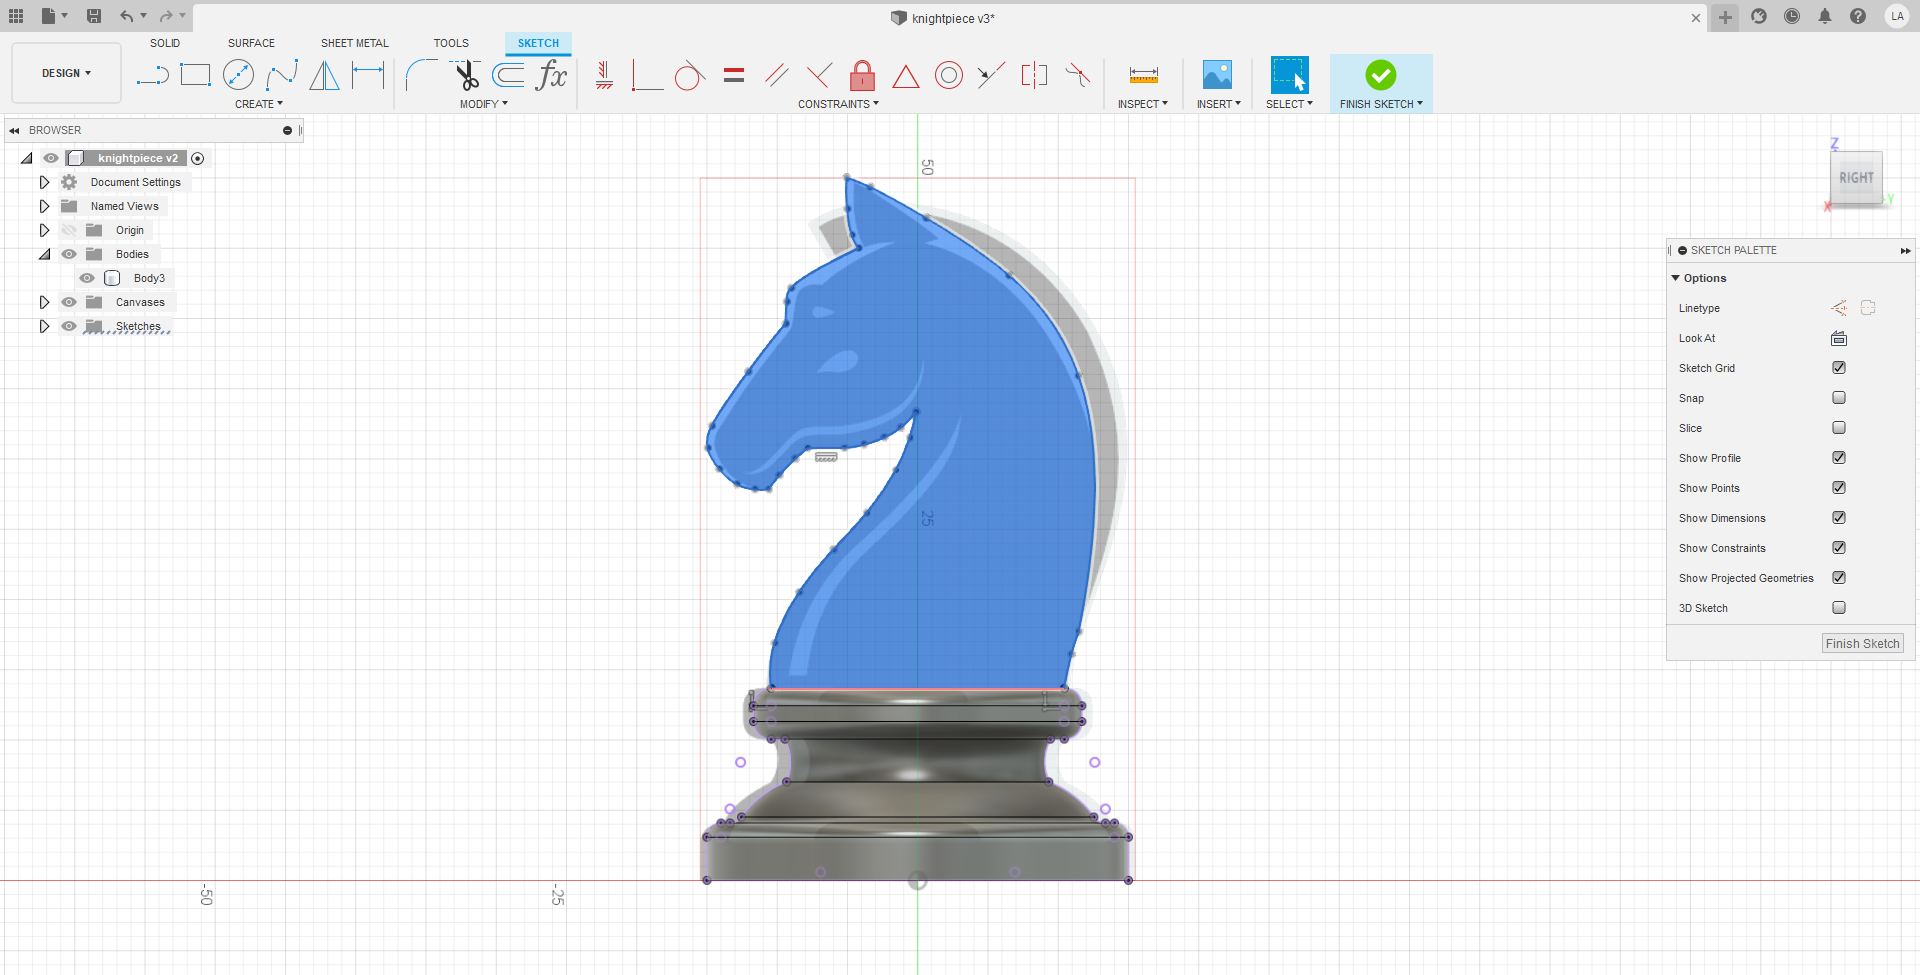 knightpiece v3*
LA
DESIGN
SOLID SURFACE SHEET METAL TOOLS SKETCH
fx
CREATE MODIFY CONSTRAINTS INSPECT INSERT SELECT FINISH SKETCH
BROWSER
knightpiece v2
Document Settings
Named Views
Origin
Bodies
Body3
Canvases
Sketches
50
25
-50
-25
Z
RIGHT
X
Y
SKETCH PALETTE
Options
Linetype
Look At
Sketch Grid
Snap
Slice
Show Profile
Show Points
Show Dimensions
Show Constraints
Show Projected Geometries
3D Sketch
Finish Sketch